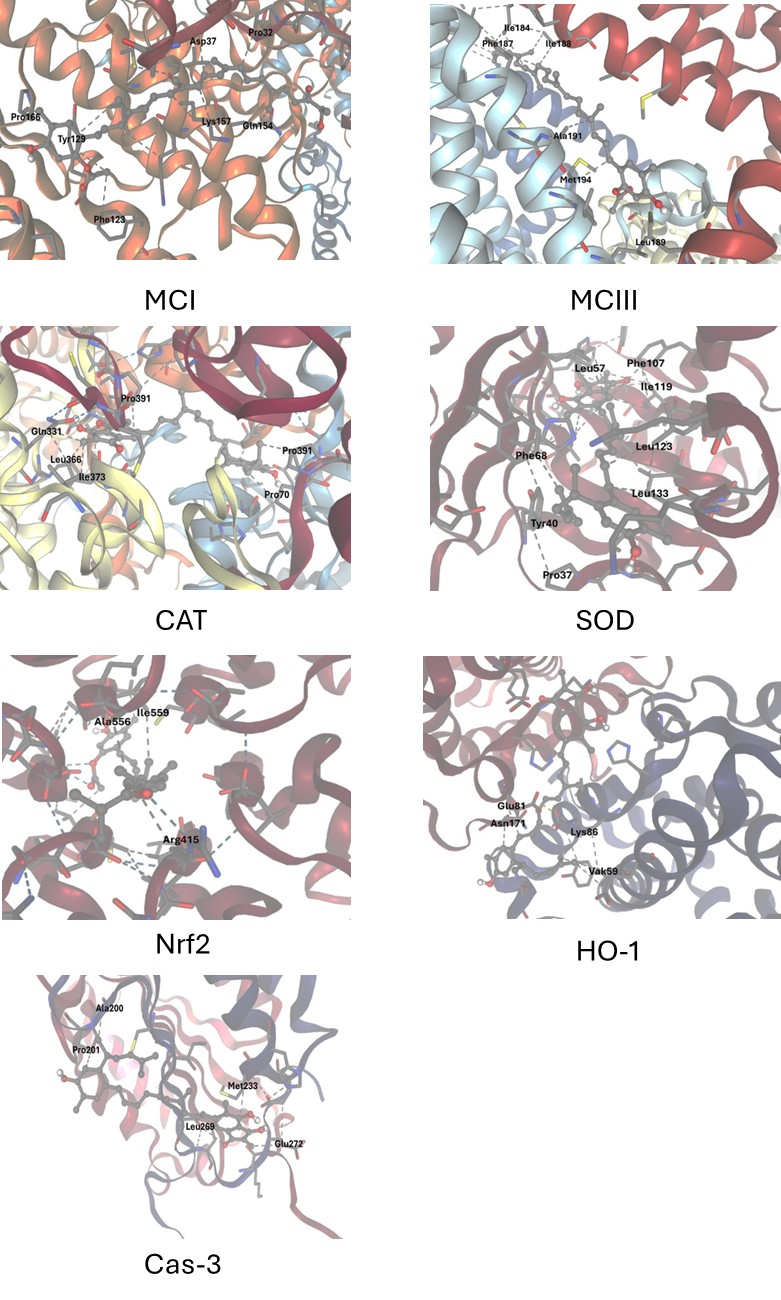 Asp37
Pro32
Pro166
Tyr129
Lys157
Gln154
Phe123
MCI
Ile184
Phe187
Ile188
Ala191
Met194
Leu189
MCIII
Pro391
Gln331
Leu366
Ile373
Pro391
Pro70
CAT
Leu57
Phe107
Ile119
Leu123
Phe68
Leu133
Tyr40
Pro37
SOD
Ile559
Ala556
Arg415
Nrf2
Glu81
Asn171
Lys86
Vak59
HO-1
Ala200
Pro201
Met233
Leu269
Glu272
Cas-3